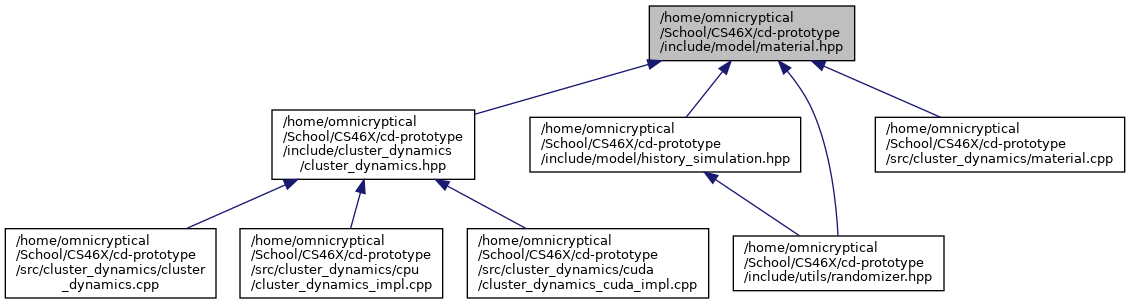 /home/omnicryptical
/School/CS46X/cd-prototype
/include/model/material.hpp
/home/omnicryptical
/School/CS46X/cd-prototype
/include/cluster_dynamics
/cluster_dynamics.hpp
/home/omnicryptical
/School/CS46X/cd-prototype
/include/model/history_simulation.hpp
/home/omnicryptical
/School/CS46X/cd-prototype
/src/cluster_dynamics/material.cpp
/home/omnicryptical
/School/CS46X/cd-prototype
/src/cluster_dynamics/cluster
_dynamics.cpp
/home/omnicryptical
/School/CS46X/cd-prototype
/src/cluster_dynamics/cpu
/cluster_dynamics_impl.cpp
/home/omnicryptical
/School/CS46X/cd-prototype
/src/cluster_dynamics/cuda
/cluster_dynamics_cuda_impl.cpp
/home/omnicryptical
/School/CS46X/cd-prototype
/include/utils/randomizer.hpp